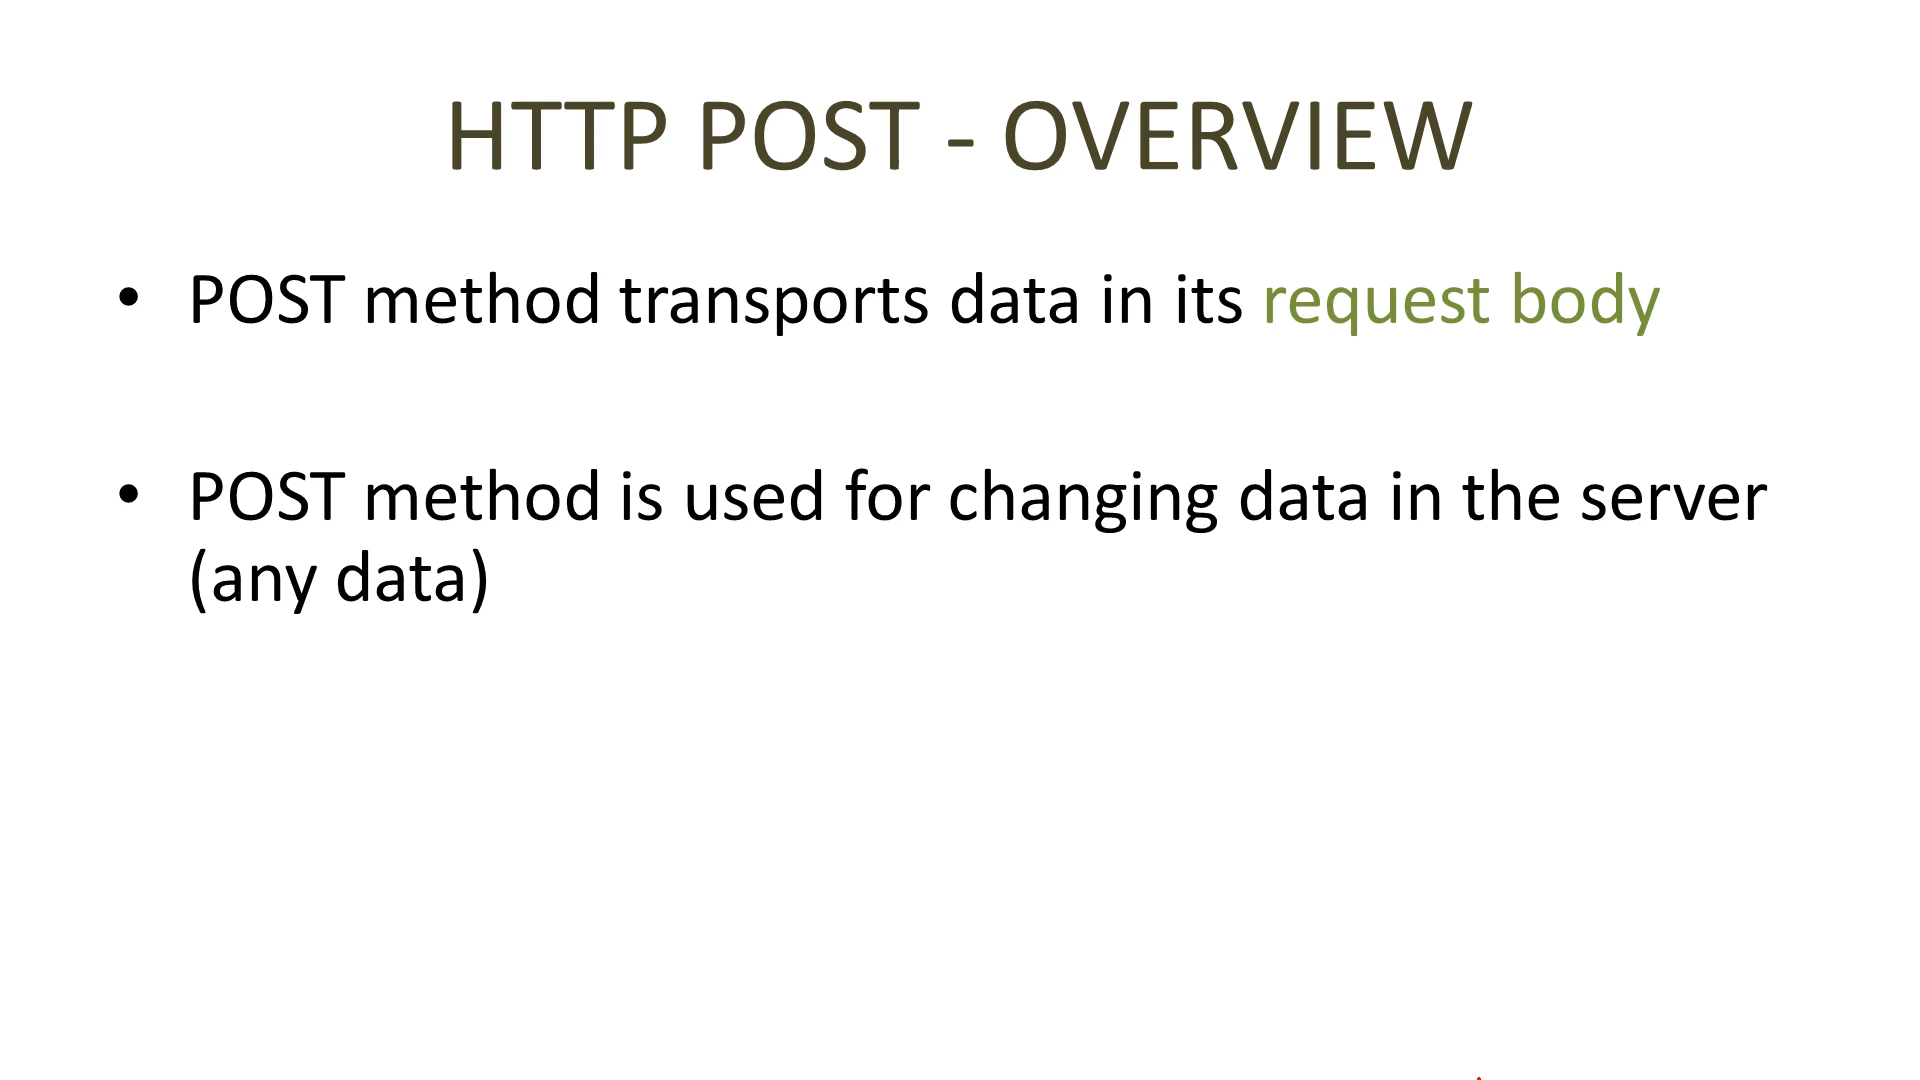 HTTP POST - OVERVIEW
• POST method transports data in its request body
• POST method is used for changing data in the server
(any data)